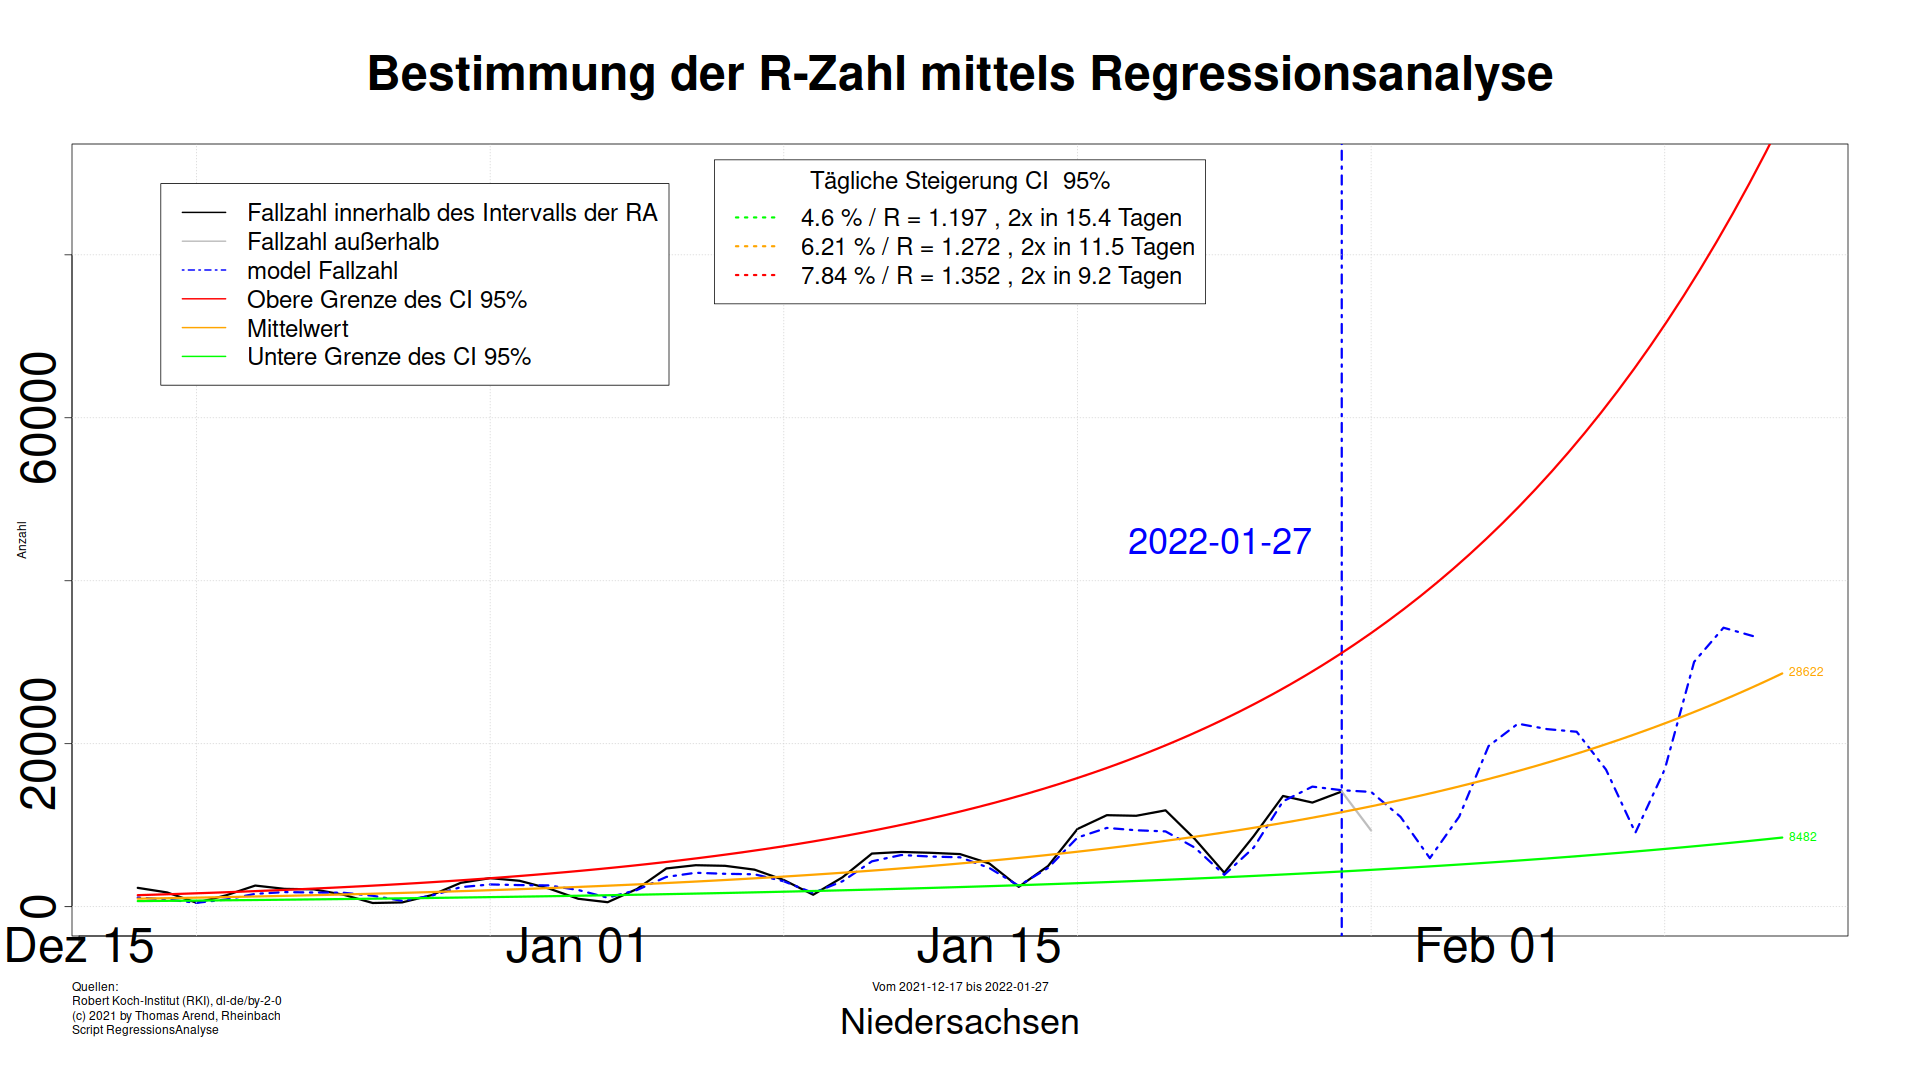 Bestimmung der R-Zahl mittels Regressionsanalyse
Fallzahl innerhalb des Intervalls der RA
Fallzahl außerhalb
model Fallzahl
Obere Grenze des CI 95%
Mittelwert
Untere Grenze des CI 95%
Tägliche Steigerung CI  95%
4.6 % / R = 1.197 , 2x in 15.4 Tagen
6.21 % / R = 1.272 , 2x in 11.5 Tagen
7.84 % / R = 1.352 , 2x in 9.2 Tagen
60000
20000
0
Anzahl
2022-01-27
28622
8482
Dez 15
Jan 01
Jan 15
Feb 01
Quellen:
Robert Koch-Institut (RKI), dl-de/by-2-0
(c) 2021 by Thomas Arend, Rheinbach
Script RegressionsAnalyse
Vom 2021-12-17 bis 2022-01-27
Niedersachsen